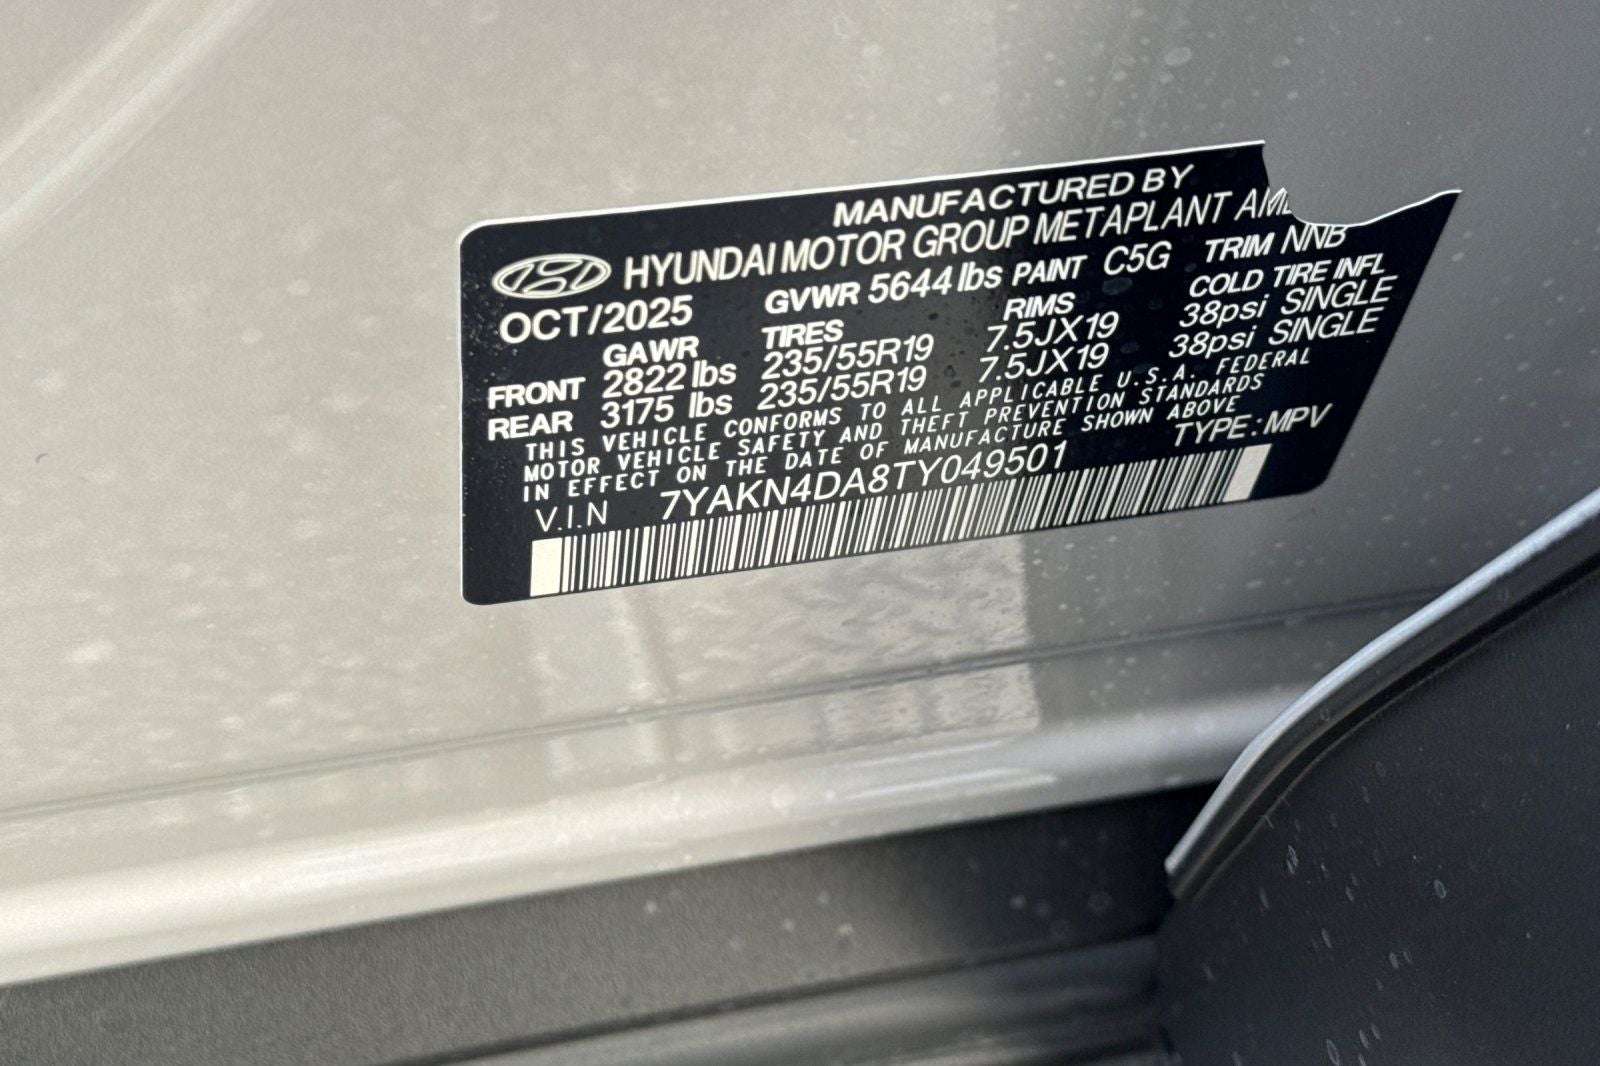 MANUFACTURED BY
HYUNDAI MOTOR GROUP METAPLANT
OCT/2025 GVWR 5644 lbs PAINT C5G TRIM NNB
GAWR TIRES RIMS COLD TIRE INFL
FRONT 2822 lbs 235/55R19 7.5JX19 38psi SINGLE
REAR 3175 lbs 235/55R19 7.5JX19 38psi SINGLE
THIS VEHICLE CONFORMS TO ALL APPLICABLE U.S.A. FEDERAL
MOTOR VEHICLE SAFETY AND THEFT PREVENTION STANDARDS
IN EFFECT ON THE DATE OF MANUFACTURE SHOWN ABOVE
V.I.N 7YAKN4DA8TY049501 TYPE: MPV